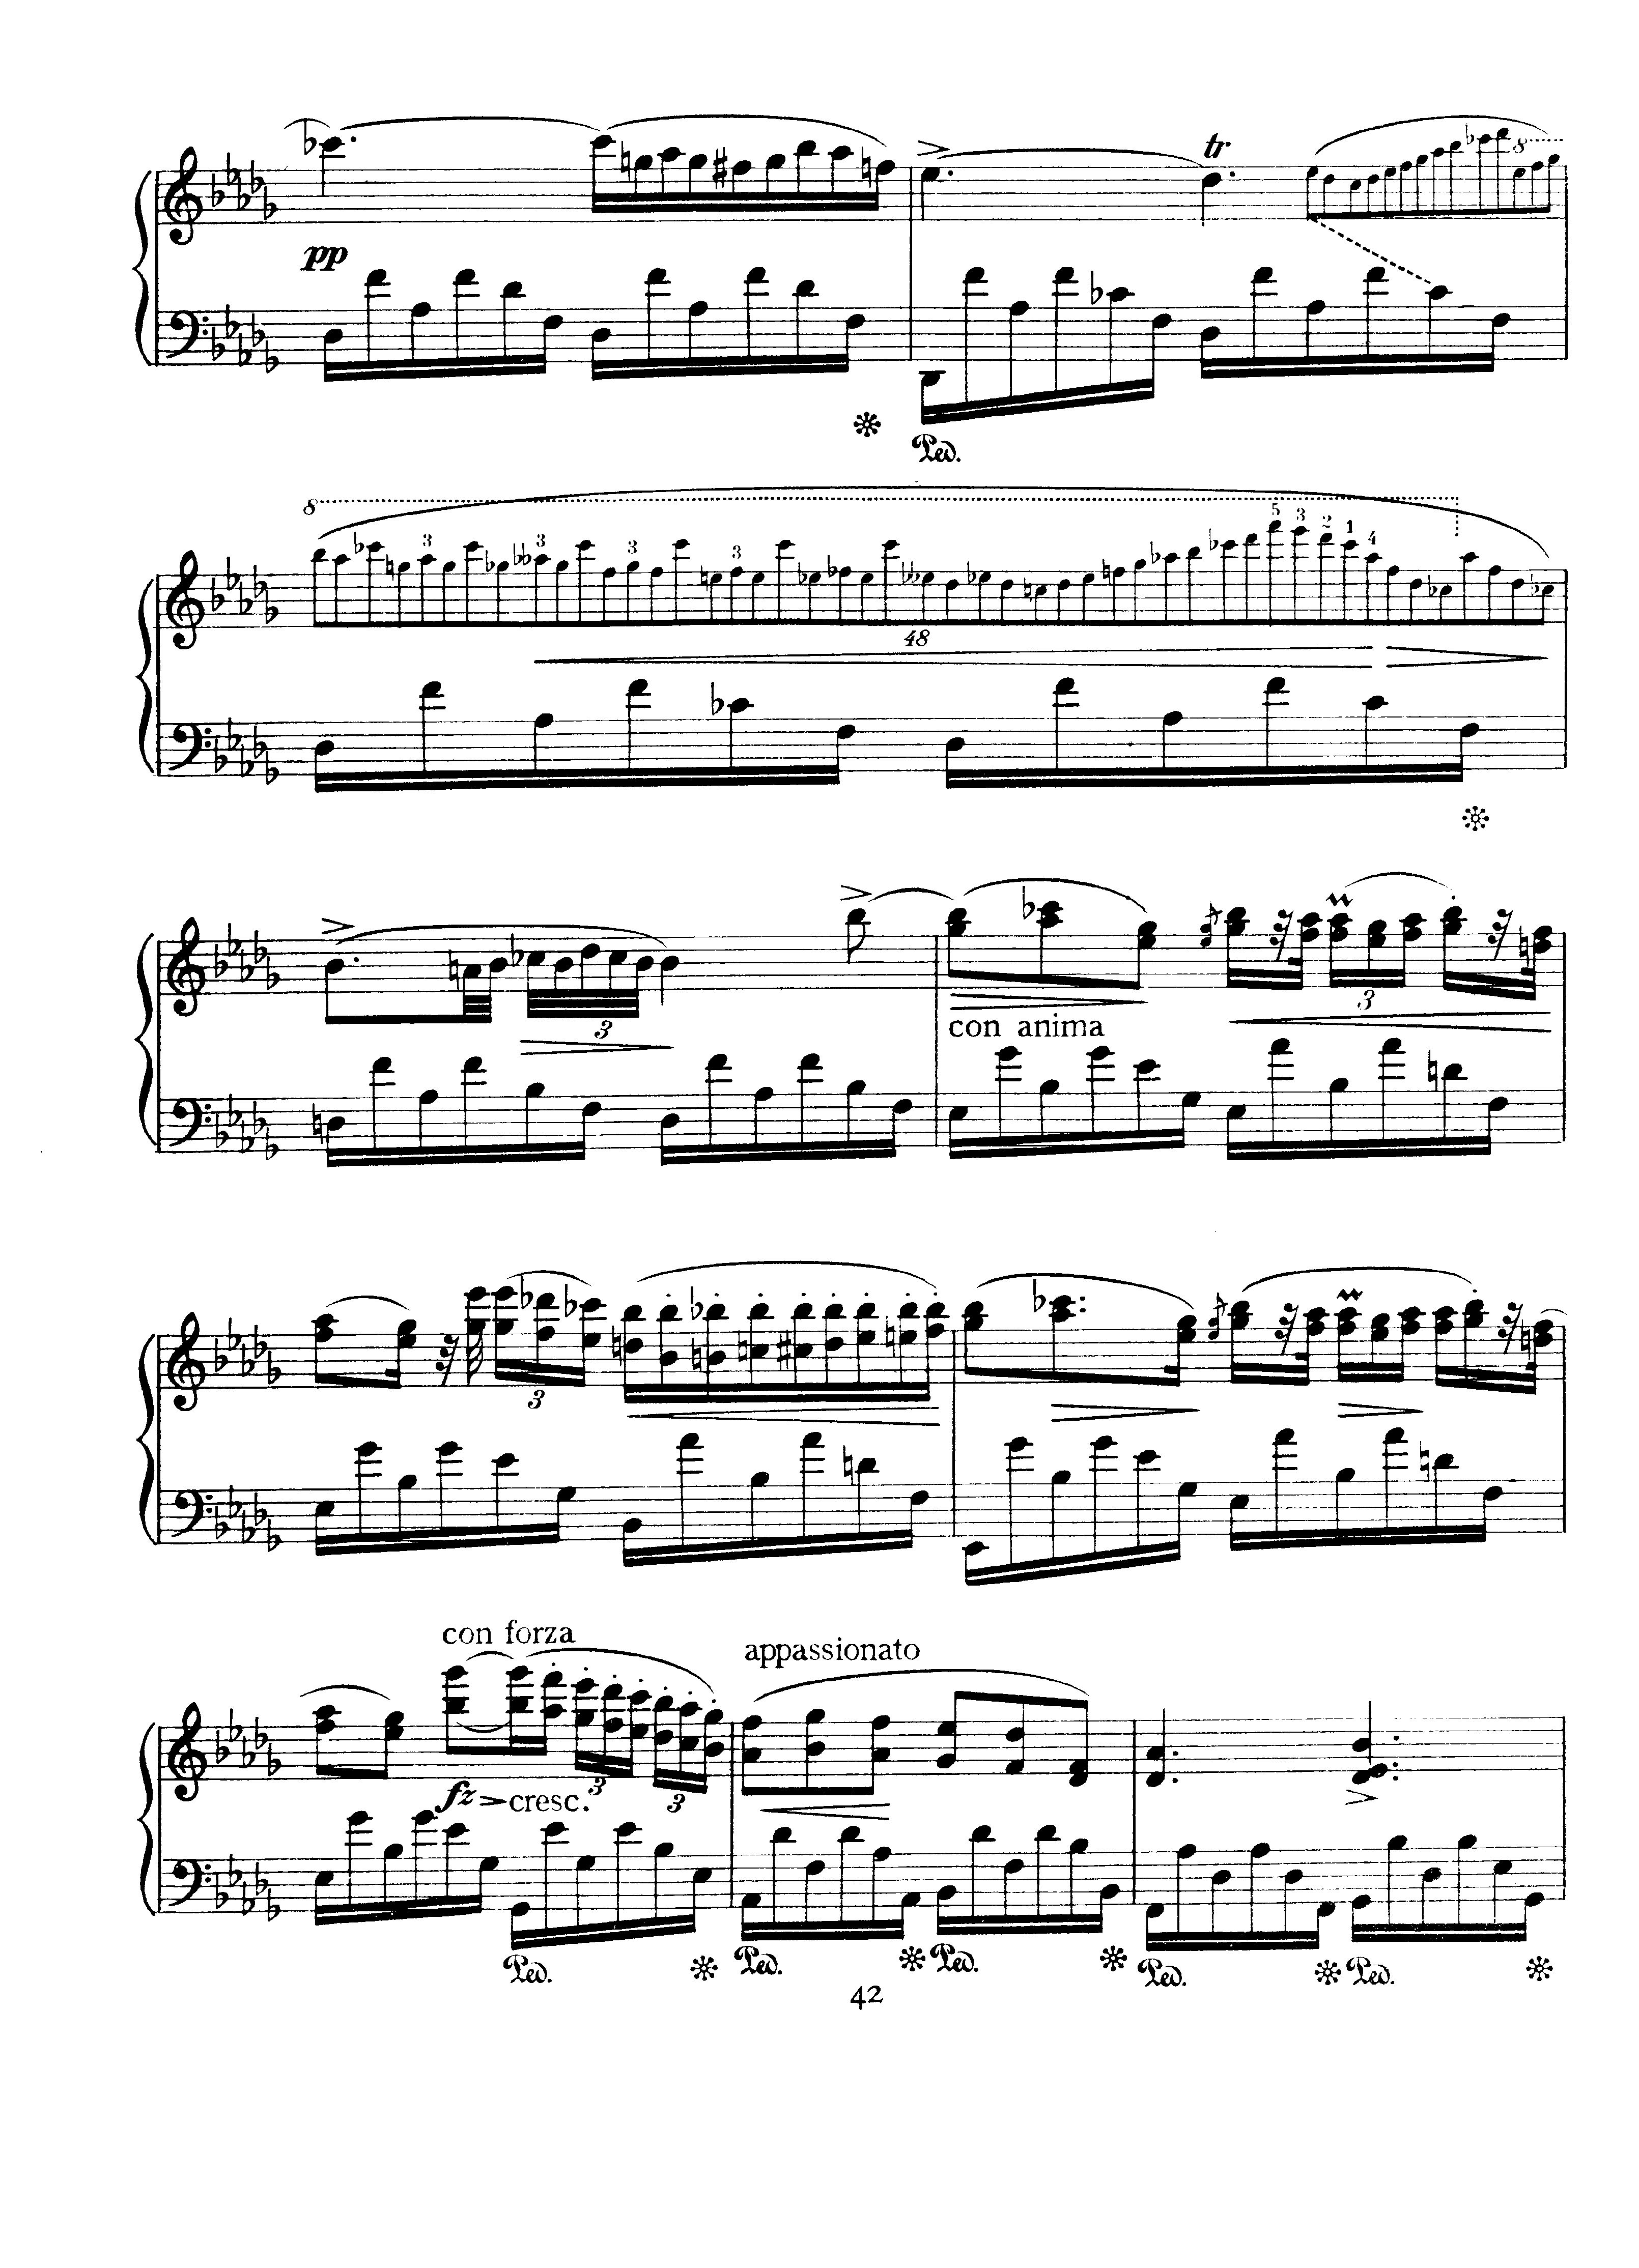 pp
tr
8
Ped.
8
5 3 2 1
3 3 3 3 4
48
3
con anima
3
3
con forza
appassionato
fz cresc.
3
3
Ped. Ped. Ped. Ped. Ped.
42